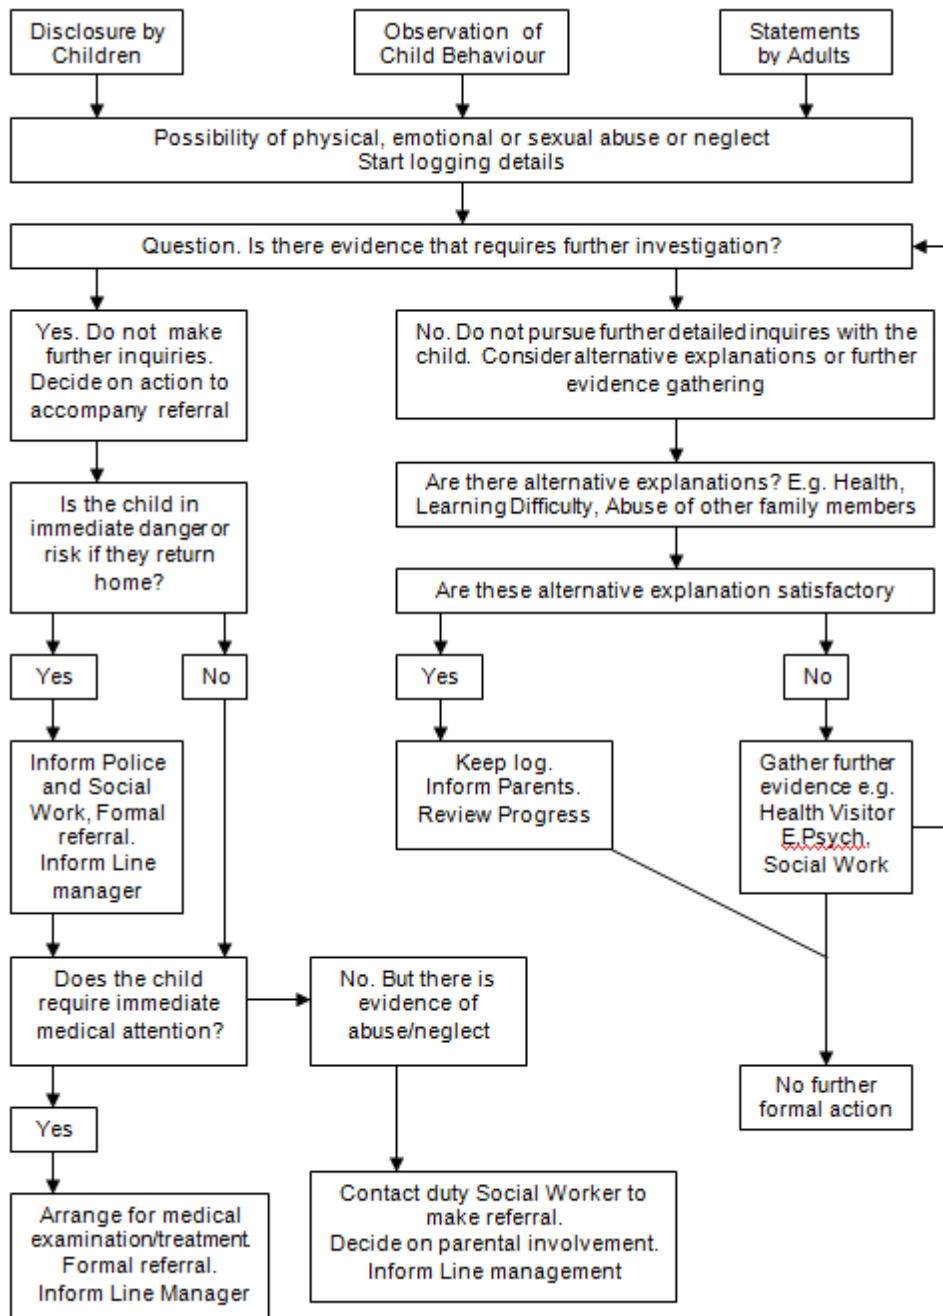 Disclosure by
Children
Observation of
Child Behaviour
Statements
by Adults
Possibility of physical, emotional or sexual abuse or neglect
Start logging details
Question. Is there evidence that requires further investigation?
Yes. Do not make
further inquiries.
Decide on action to
accompany referral
No. Do not pursue further detailed inquires with the
child. Consider alternative explanations or further
evidence gathering
Is the child in
immediate danger or
risk if they return
home?
Are there alternative explanations? E.g. Health,
Learning Difficulty, Abuse of other family members
Are these alternative explanation satisfactory
Yes
No
Yes
No
Inform Police
and Social
Work, Formal
referral.
Inform Line
manager
Keep log.
Inform Parents.
Review Progress
Gather further
evidence e.g.
Health Visitor
E.Psych,
Social Work
Does the child
require immediate
medical attention?
No. But there is
evidence of
abuse/neglect
No further
formal action
Yes
Arrange for medical
examination/treatment.
Formal referral.
Inform Line Manager
Contact duty Social Worker to
make referral.
Decide on parental involvement.
Inform Line management